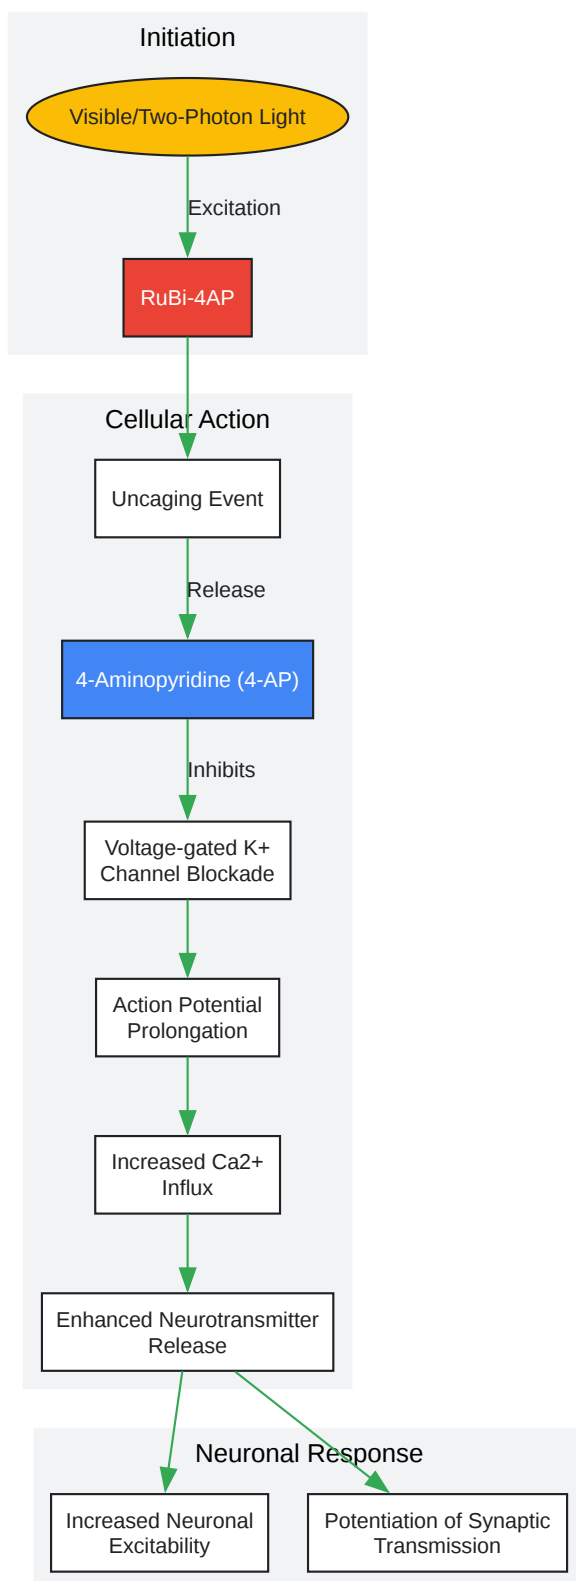 Initiation
Visible/Two-Photon Light
Excitation
RuBi-4AP
Cellular Action
Uncaging Event
Release
4-Aminopyridine (4-AP)
Inhibits
Voltage-gated K+
Channel Blockade
Action Potential
Prolongation
Increased Ca2+
Influx
Enhanced Neurotransmitter
Release
Neuronal Response
Increased Neuronal
Excitability
Potentiation of Synaptic
Transmission